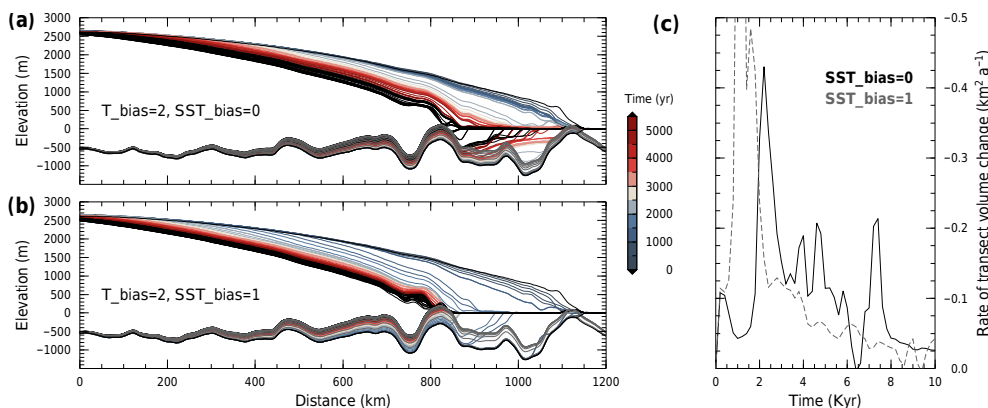 (a)
3000
2500
2000
1500
1000
500
0
−500
−1000
Elevation (m)
T_bias=2, SST_bias=0
(b)
3000
2500
2000
1500
1000
500
0
−500
−1000
Elevation (m)
T_bias=2, SST_bias=1
0 200 400 600 800 1000 1200
Distance (km)
Time (yr)
5000
4000
3000
2000
1000
0
(c)
SST_bias=0
SST_bias=1
−0.5
−0.4
−0.3
−0.2
−0.1
0.0
Rate of transect volume change (km² a⁻¹)
0 2 4 6 8 10
Time (Kyr)